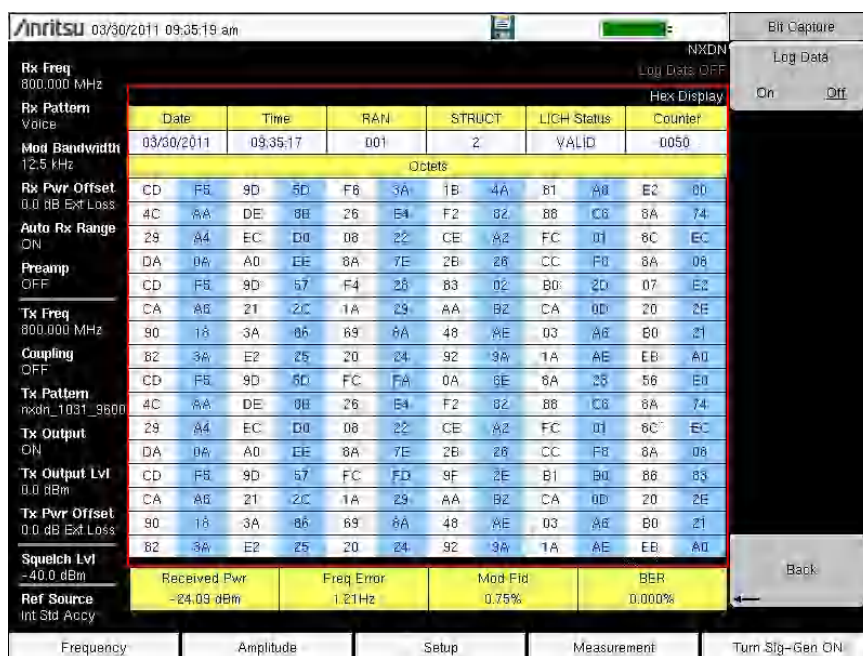 Anritsu 03/30/2011 09:35:19 am
Bit Capture
NXDN
Log Data OFF
Log Data
On Off
Hex Display
Rx Freq
800.000 MHz
Rx Pattern
Voice
Mod Bandwidth
12.5 kHz
Rx Pwr Offset
0.0 dB Ext Loss
Auto Rx Range
ON
Preamp
OFF
Tx Freq
800.000 MHz
Coupling
OFF
Tx Pattern
nxdn_1031_9600
Tx Output
ON
Tx Output Lvl
0.0 dBm
Tx Pwr Offset
0.0 dB Ext Loss
Squelch Lvl
-40.0 dBm
Ref Source
Int Std Accy
Date Time RAN STRUCT LICH Status Counter
03/30/2011 09:35:17 001 2 VALID 0050
Octets
CD F5 9D 5D F6 3A 1B 4A 81 A8 E2 80
4C AA DE 8B 26 E4 F2 82 88 C6 8A 74
29 A4 EC D0 08 22 CE A2 FC 01 8C EC
DA 0A A0 EE 8A 7E 2B 26 CC F8 8A 06
CD F5 9D 57 F4 28 83 02 B0 2D 07 E2
CA A6 21 2C 1A 29 AA B2 CA 0D 20 2E
90 18 3A 86 69 8A 48 AE 03 A6 B0 21
82 3A E2 25 20 24 92 9A 1A AE EB A0
CD F5 9D 5D FC FA 0A 6E 8A 28 56 E0
4C AA DE 8B 26 E4 F2 82 88 C6 8A 74
29 A4 EC D0 08 22 CE A2 FC 01 8C EC
DA 0A A0 EE 8A 7E 2B 26 CC F8 8A 06
CD F5 9D 57 FC FD 9F 2E B1 B0 86 83
CA A6 21 2C 1A 29 AA B2 CA 0D 20 2E
90 18 3A 86 69 8A 48 AE 03 A6 B0 21
82 3A E2 25 20 24 92 9A 1A AE EB A0
Received Pwr Freq Error Mod Fid BER
-24.09 dBm 1.21Hz 0.75% 0.000%
Back
Frequency Amplitude Setup Measurement Turn Sig-Gen ON